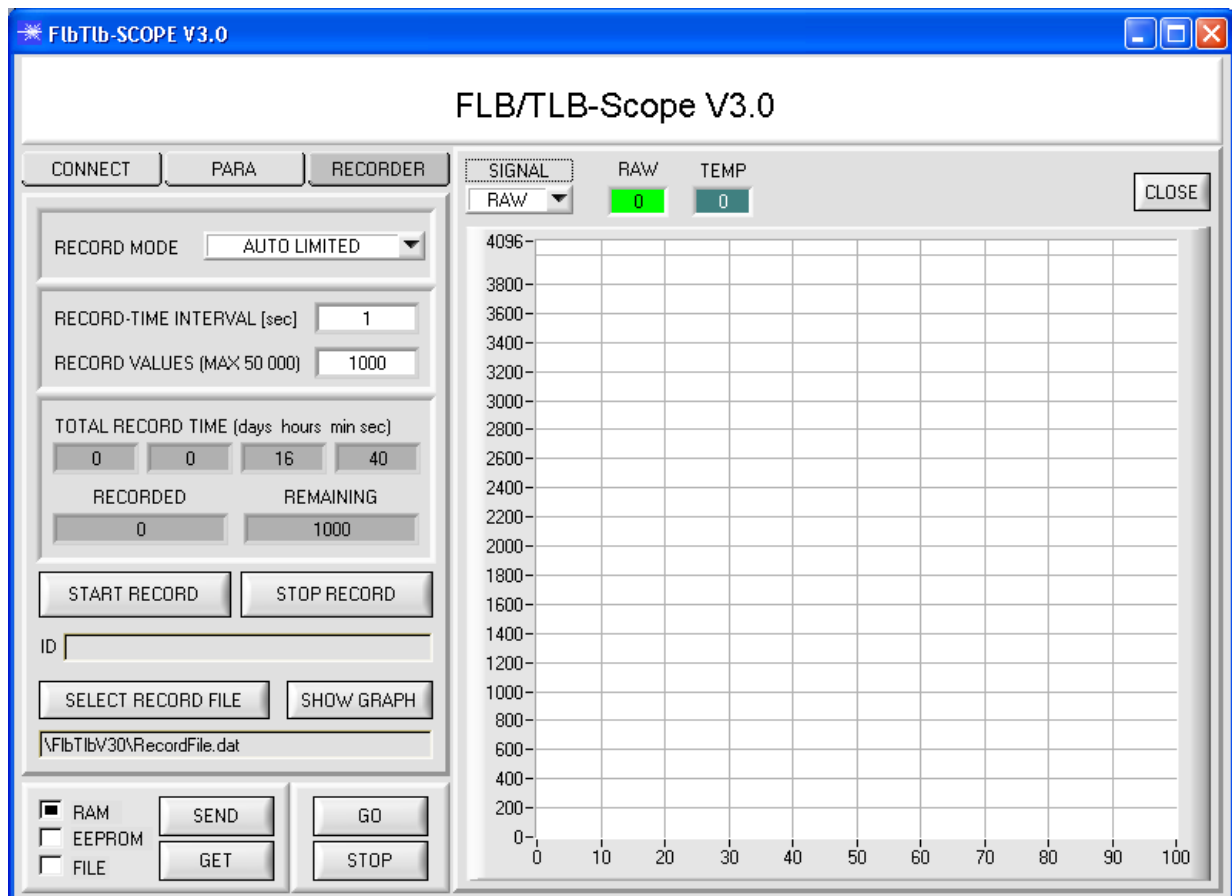 FlbTlb-SCOPE V3.0
FLB/TLB-Scope V3.0
CONNECT
PARA
RECORDER
RECORD MODE
AUTO LIMITED
RECORD-TIME INTERVAL [sec]
1
RECORD VALUES (MAX 50 000)
1000
TOTAL RECORD TIME (days hours min sec)
0
0
16
40
RECORDED
REMAINING
0
1000
START RECORD
STOP RECORD
ID
SELECT RECORD FILE
SHOW GRAPH
\FlbTlbV30\RecordFile.dat
RAM
EEPROM
FILE
SEND
GET
GO
STOP
SIGNAL
RAW
RAW
0
TEMP
0
CLOSE
4096
3800
3600
3400
3200
3000
2800
2600
2400
2200
2000
1800
1600
1400
1200
1000
800
600
400
200
0
0 10 20 30 40 50 60 70 80 90 100